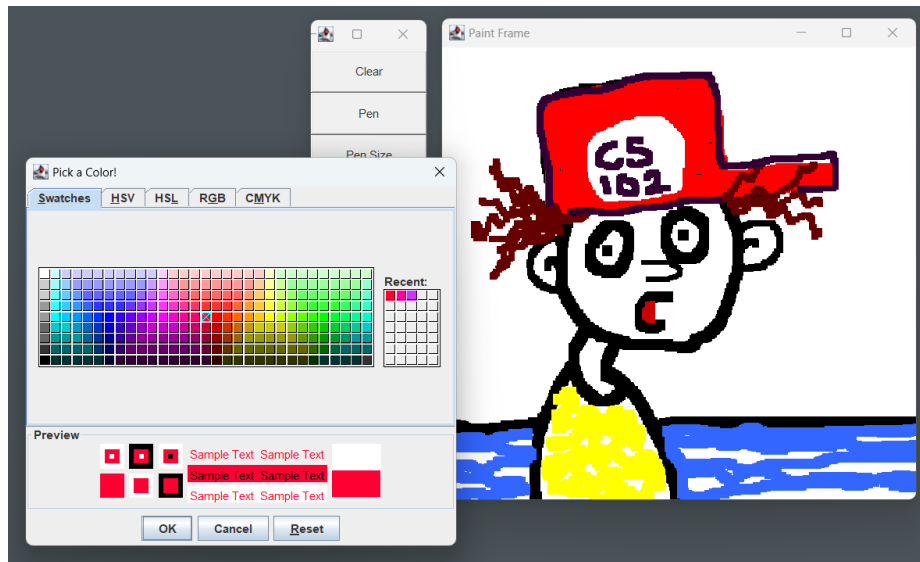 Paint Frame
Clear
Pen
Pen Size
Pick a Color!
Swatches HSV HSL RGB CMYK
Recent:
Preview
Sample Text Sample Text
Sample Text Sample Text
Sample Text Sample Text
OK Cancel Reset
CS
102